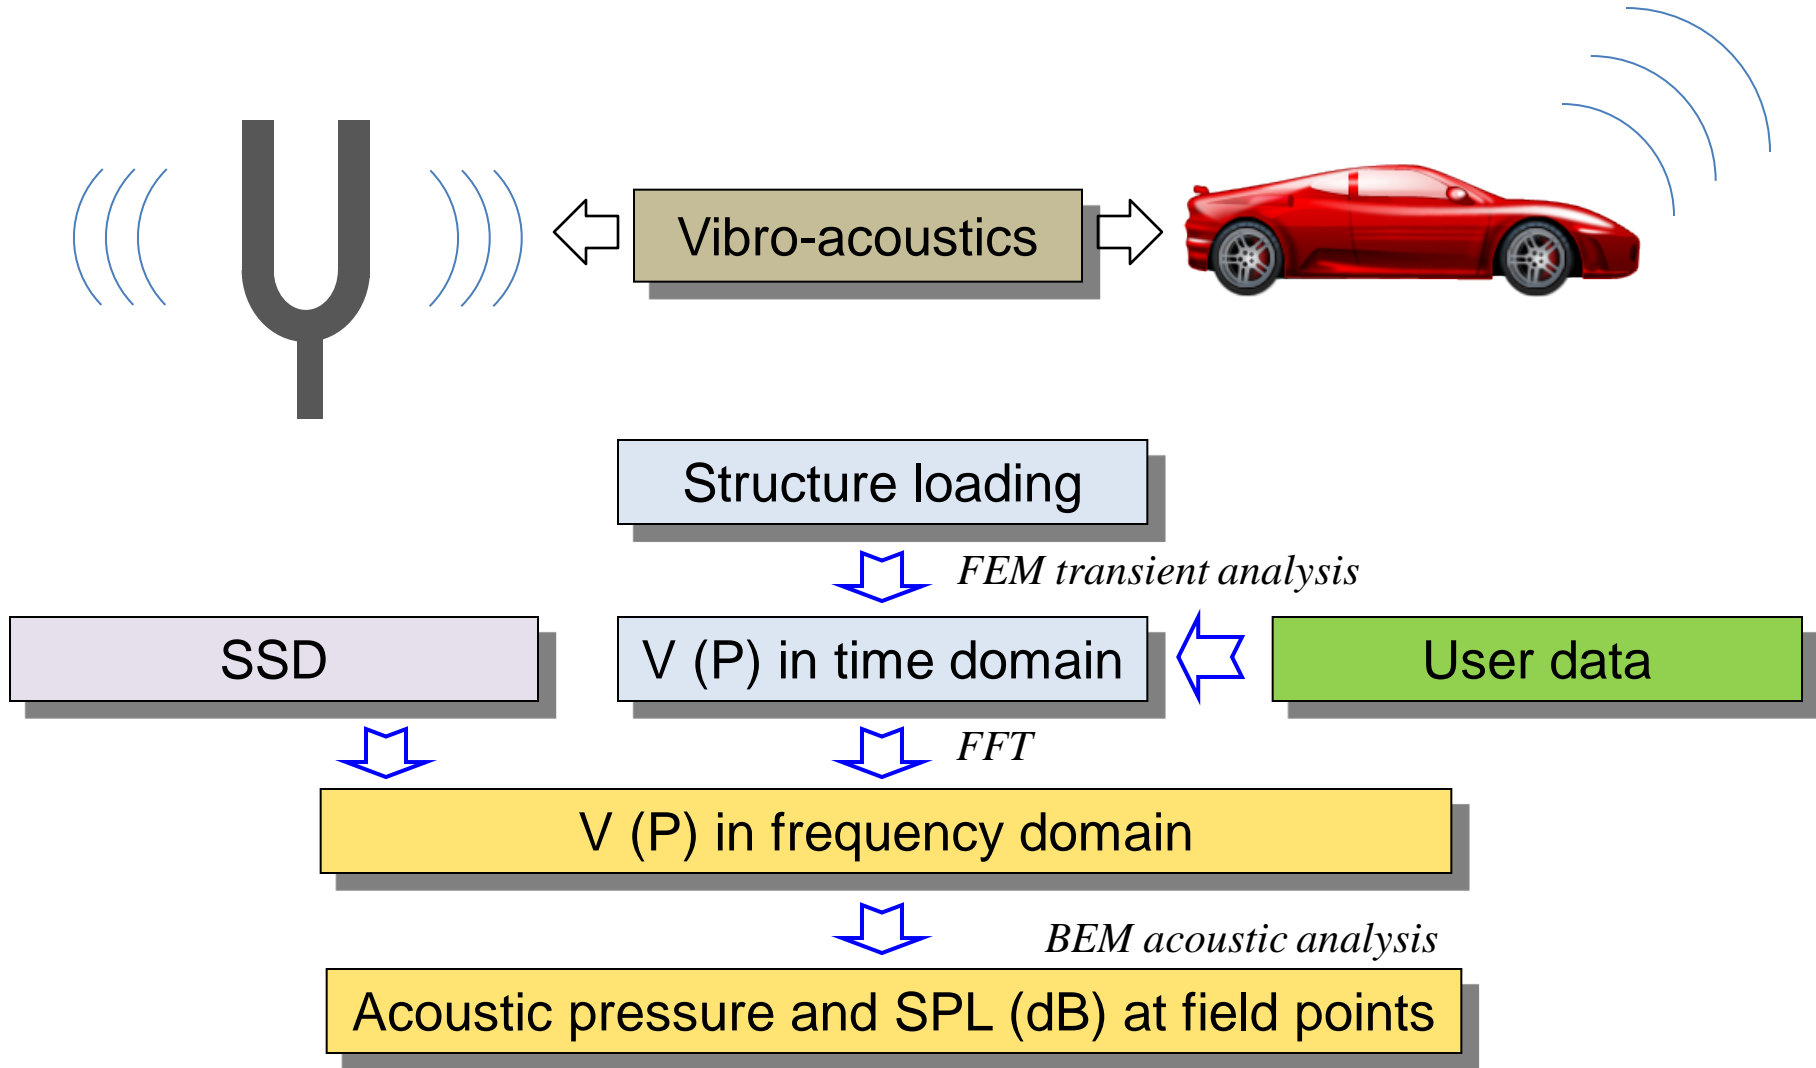 Vibro-acoustics
Structure loading
FEM transient analysis
SSD
V (P) in time domain
User data
FFT
V (P) in frequency domain
BEM acoustic analysis
Acoustic pressure and SPL (dB) at field points